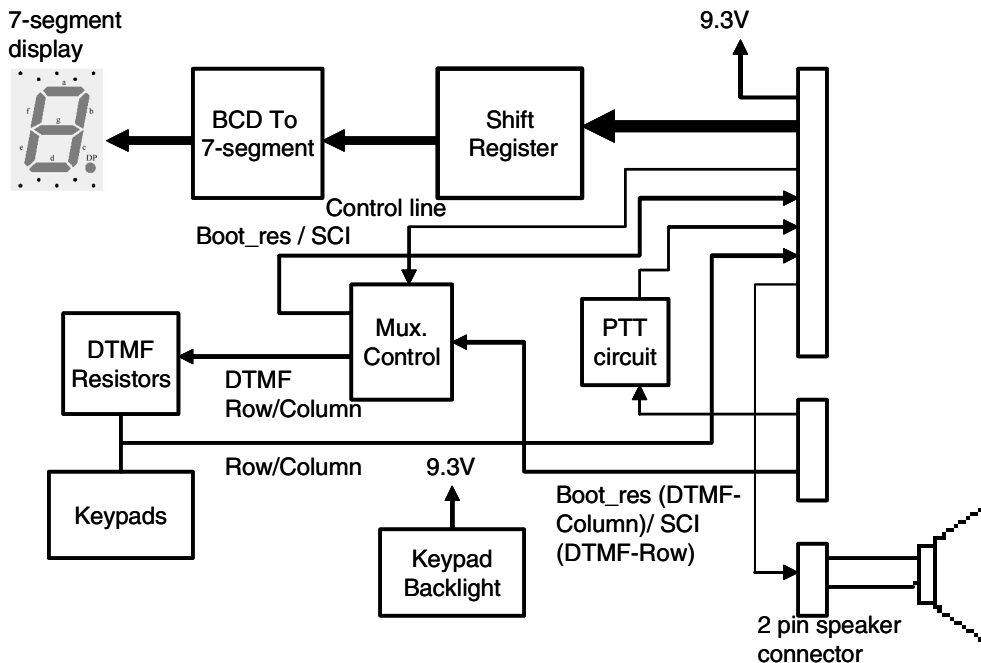 7-segment
display
9.3V
a
f
b
g
e
c
d
DP
BCD To
7-segment
Shift
Register
Control line
Boot_res / SCI
Mux.
Control
PTT
circuit
DTMF
Resistors
DTMF
Row/Column
Row/Column
9.3V
Keypads
Keypad
Backlight
Boot_res (DTMF-
Column)/ SCI
(DTMF-Row)
2 pin speaker
connector